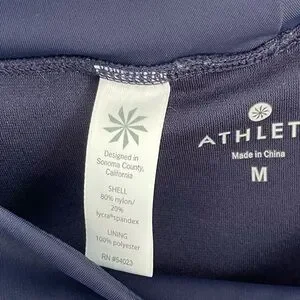 Designed in
Sonoma County,
California
SHELL
80% nylon/
20%
lycra® spandex
LINING
100% polyester
RN #54023
ATHLET
Made in China
M